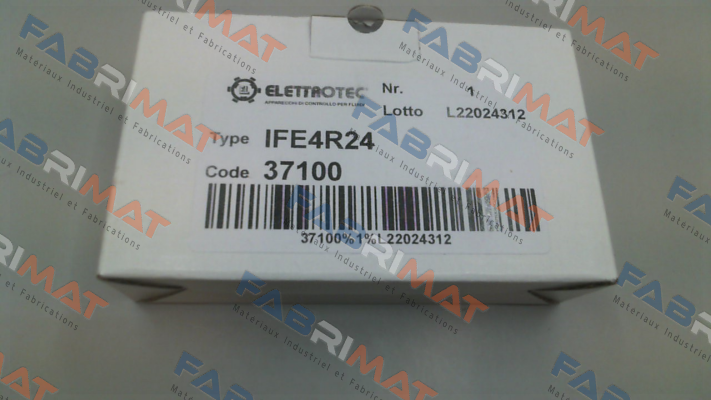 ELETTROTEC
APPARECCHI DI CONTROLLO PER FLUIDI
Nr. 1
Lotto L22024312
Type IFE4R24
Code 37100
37100%1%L22024312
FABRIMAT
Materiaux Industriel et Fabrications